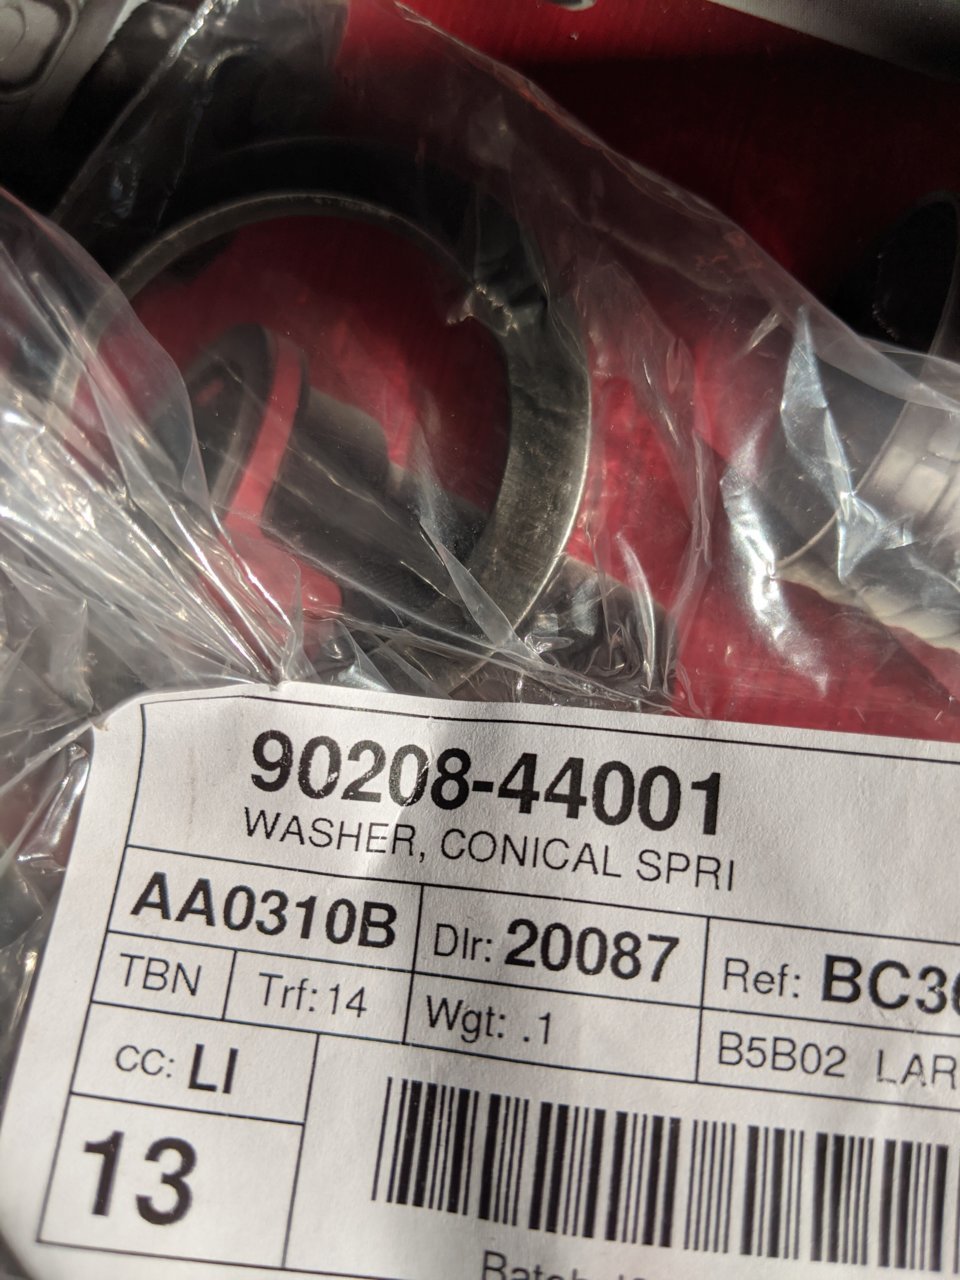 90208-44001
WASHER, CONICAL SPRI
AA0310B
Dlr: 20087
Ref:
TBN
Trf: 14
Wgt: .1
B5B02 LAR
CC: LI
13